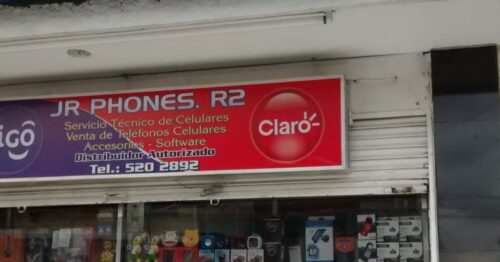 JR PHONES. R2
Servicio Técnico de Celulares
Venta de Teléfonos Celulares
Accesorios - Software
Distribuidor Autorizado
Tel.: 520 2892
Claro